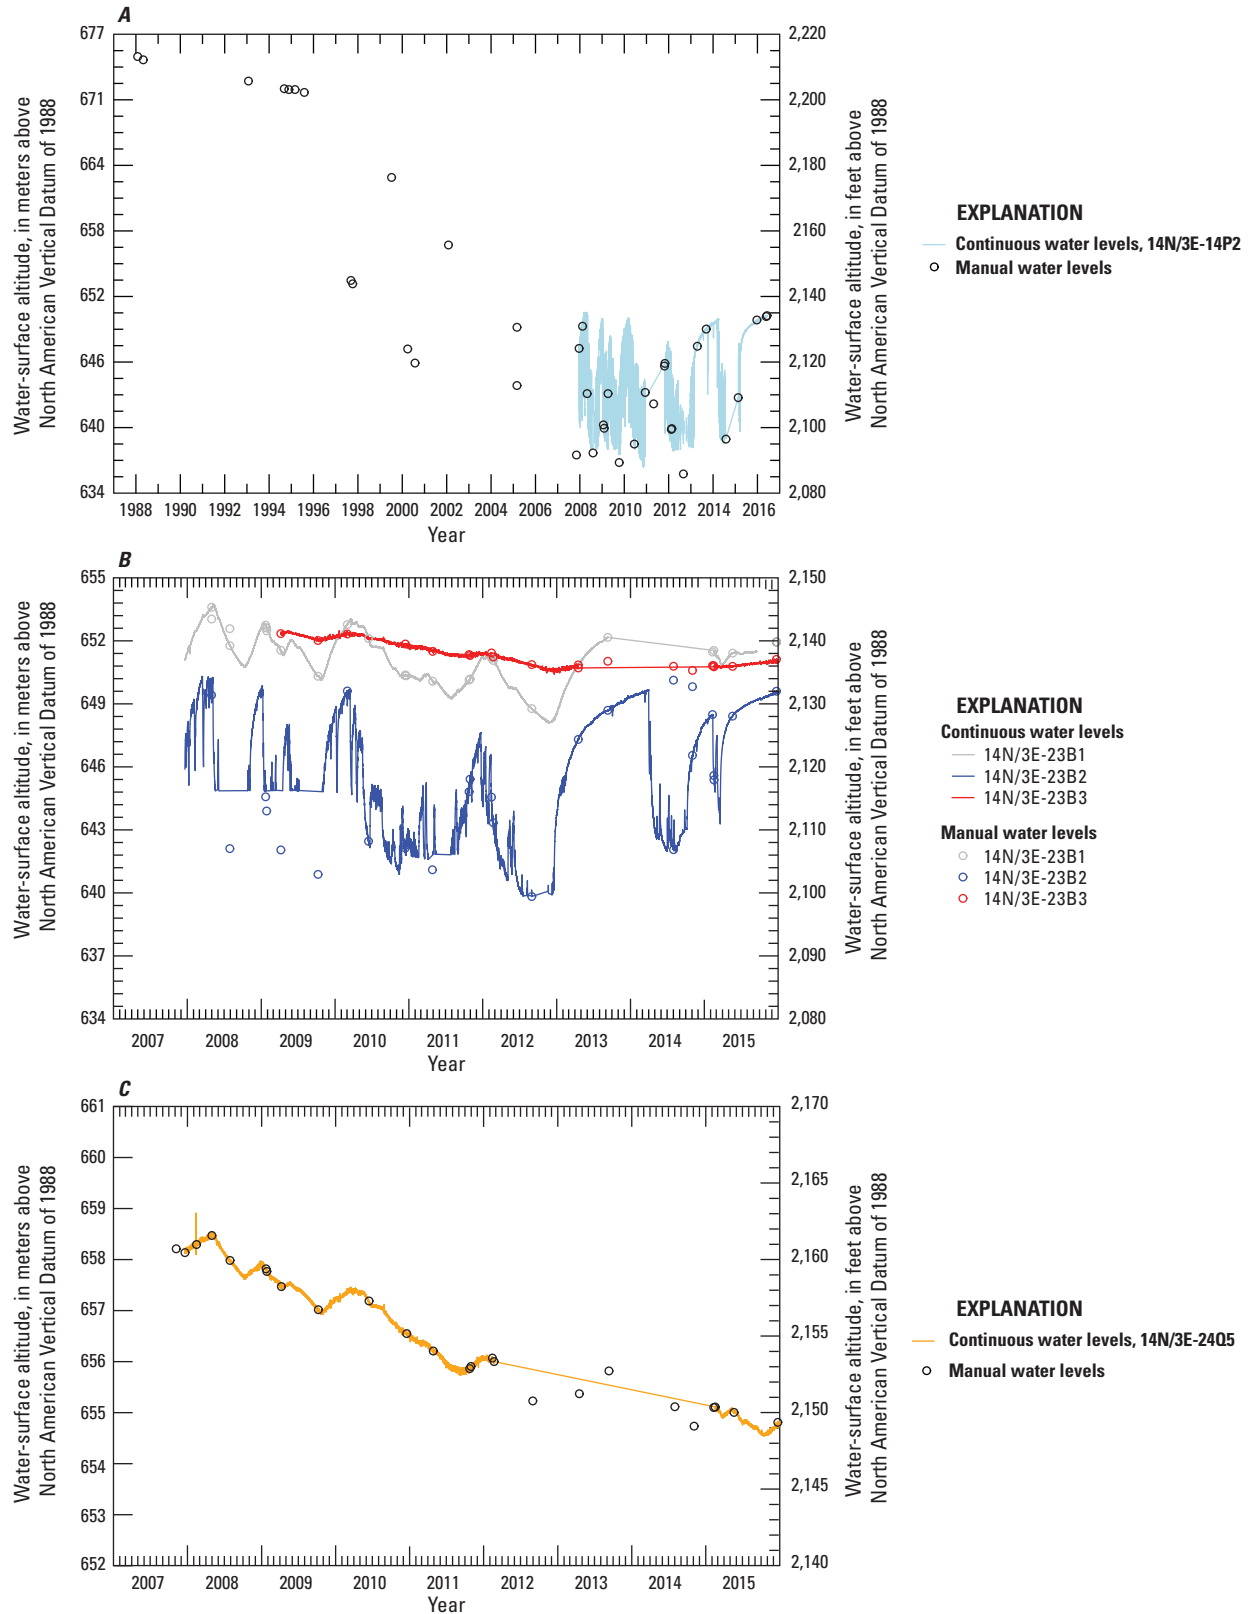 A
Water-surface altitude, in meters above
North American Vertical Datum of 1988
677
671
664
658
652
646
640
634
2,220
2,200
2,180
2,160
2,140
2,120
2,100
2,080
Water-surface altitude, in feet above
North American Vertical Datum of 1988
1988 1990 1992 1994 1996 1998 2000 2002 2004 2006 2008 2010 2012 2014 2016
Year
EXPLANATION
Continuous water levels, 14N/3E-14P2
Manual water levels
B
Water-surface altitude, in meters above
North American Vertical Datum of 1988
655
652
649
646
643
640
637
634
2,150
2,140
2,130
2,120
2,110
2,100
2,090
2,080
Water-surface altitude, in feet above
North American Vertical Datum of 1988
2007 2008 2009 2010 2011 2012 2013 2014 2015
Year
EXPLANATION
Continuous water levels
14N/3E-23B1
14N/3E-23B2
14N/3E-23B3
Manual water levels
14N/3E-23B1
14N/3E-23B2
14N/3E-23B3
C
Water-surface altitude, in meters above
North American Vertical Datum of 1988
661
660
659
658
657
656
655
654
653
652
2,170
2,165
2,160
2,155
2,150
2,145
2,140
Water-surface altitude, in feet above
North American Vertical Datum of 1988
2007 2008 2009 2010 2011 2012 2013 2014 2015
Year
EXPLANATION
Continuous water levels, 14N/3E-24Q5
Manual water levels